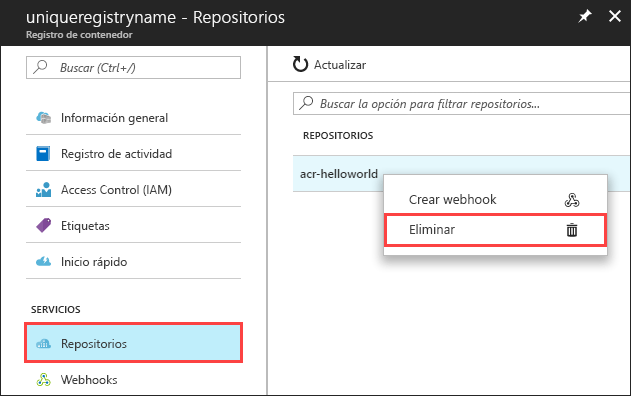 uniqueregistryname - Repositorios
Registro de contenedor
Buscar (Ctrl+/)
Información general
Registro de actividad
Access Control (IAM)
Etiquetas
Inicio rápido
SERVICIOS
Repositorios
Webhooks
Actualizar
Buscar la opción para filtrar repositorios...
REPOSITORIOS
acr-helloworld
Crear webhook
Eliminar